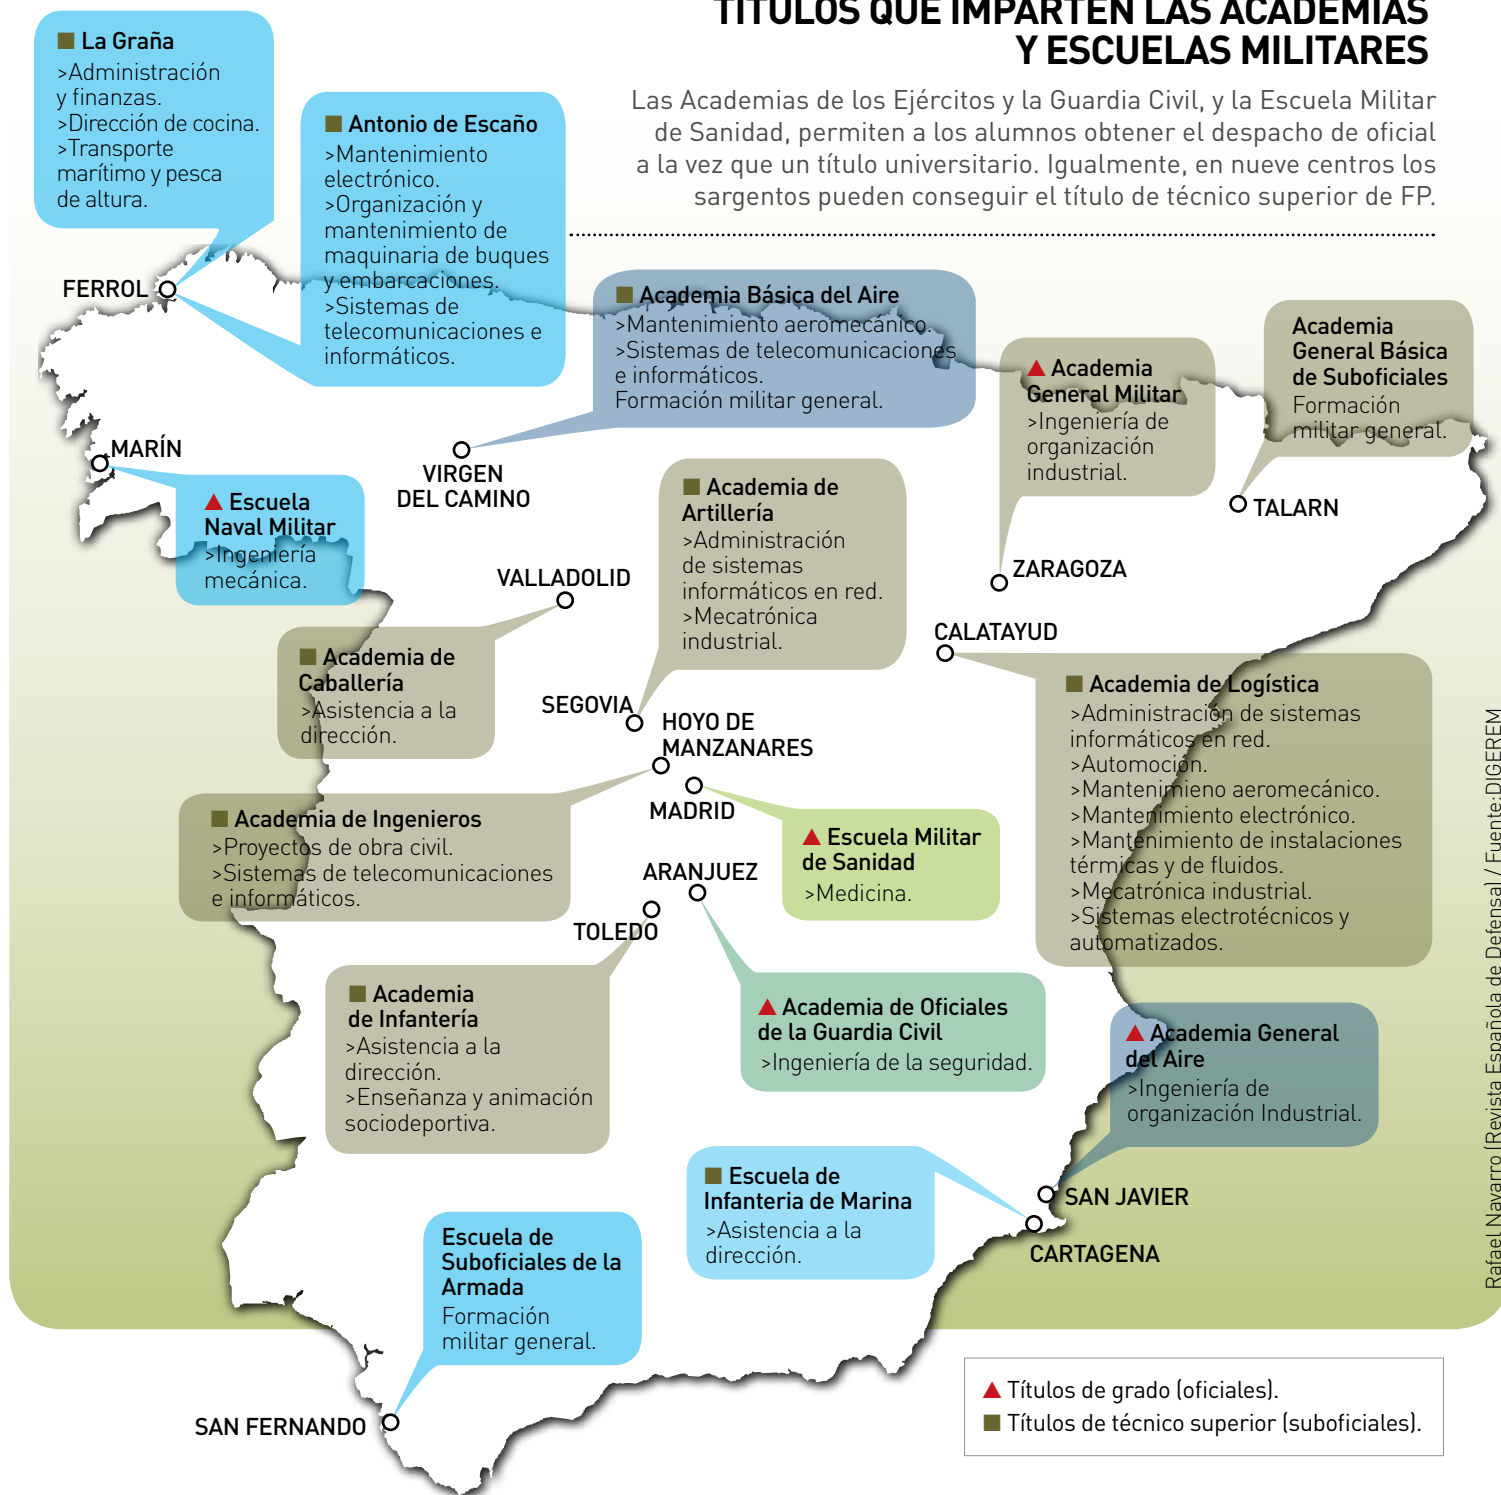 TÍTULOS QUE IMPARTEN LAS ACADEMIAS
Y ESCUELAS MILITARES
Las Academias de los Ejércitos y la Guardia Civil, y la Escuela Militar
de Sanidad, permiten a los alumnos obtener el despacho de oficial
a la vez que un título universitario. Igualmente, en nueve centros los
sargentos pueden conseguir el título de técnico superior de FP.
■ La Graña
>Administración
y finanzas.
>Dirección de cocina.
>Transporte
marítimo y pesca
de altura.
■ Antonio de Escaño
>Mantenimiento
electrónico.
>Organización y
mantenimiento de
maquinaria de buques
y embarcaciones.
>Sistemas de
telecomunicaciones e
informáticos.
FERROL
■ Academia Básica del Aire
>Mantenimiento aeromecánico.
>Sistemas de telecomunicaciones
e informáticos.
Formación militar general.
VIRGEN
DEL CAMINO
▲ Academia
General Militar
>Ingeniería de
organización
industrial.
ZARAGOZA
Academia
General Básica
de Suboficiales
Formación
militar general.
TALARN
MARÍN
▲ Escuela
Naval Militar
>Ingeniería
mecánica.
■ Academia de
Artillería
>Administración
de sistemas
informáticos en red.
>Mecatrónica
industrial.
SEGOVIA
VALLADOLID
■ Academia de
Caballería
>Asistencia a la
dirección.
CALATAYUD
■ Academia de Logística
>Administración de sistemas
informáticos en red.
>Automoción.
>Mantenimieno aeromecánico.
>Mantenimiento electrónico.
>Mantenimiento de instalaciones
térmicas y de fluidos.
>Mecatrónica industrial.
>Sistemas electrotécnicos y
automatizados.
HOYO DE
MANZANARES
■ Academia de Ingenieros
>Proyectos de obra civil.
>Sistemas de telecomunicaciones
e informáticos.
MADRID
▲ Escuela Militar
de Sanidad
>Medicina.
ARANJUEZ
▲ Academia de Oficiales
de la Guardia Civil
>Ingeniería de la seguridad.
TOLEDO
■ Academia
de Infantería
>Asistencia a la
dirección.
>Enseñanza y animación
sociodeportiva.
▲ Academia General
del Aire
>Ingeniería de
organización Industrial.
SAN JAVIER
■ Escuela de
Infanteria de Marina
>Asistencia a la
dirección.
CARTAGENA
Escuela de
Suboficiales de la
Armada
Formación
militar general.
SAN FERNANDO
▲ Títulos de grado (oficiales).
■ Títulos de técnico superior (suboficiales).
Rafael Navarro (Revista Española de Defensa) / Fuente:DIGEREM